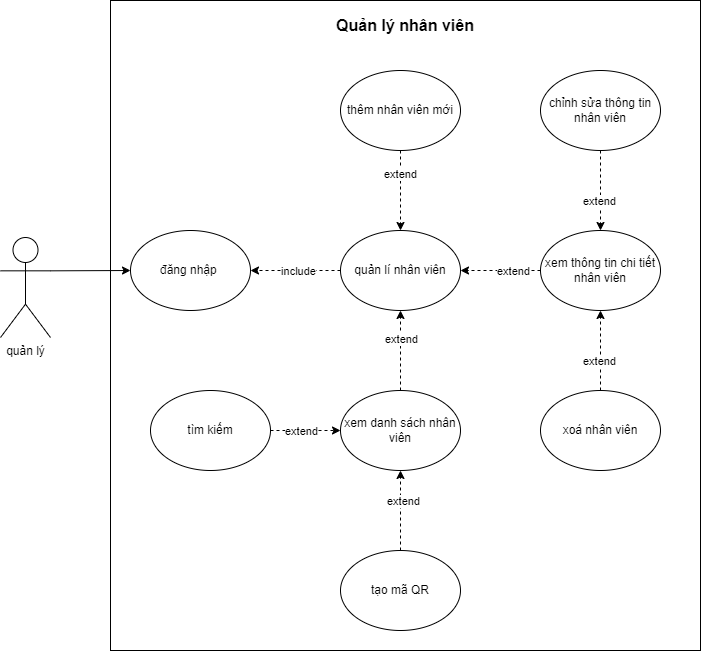 Quản lý nhân viên
thêm nhân viên mới
chỉnh sửa thông tin
nhân viên
extend
extend
đăng nhập
include
quản lí nhân viên
extend
xem thông tin chi tiết
nhân viên
quản lý
extend
extend
tìm kiếm
extend
xem danh sách nhân
viên
xoá nhân viên
extend
tạo mã QR